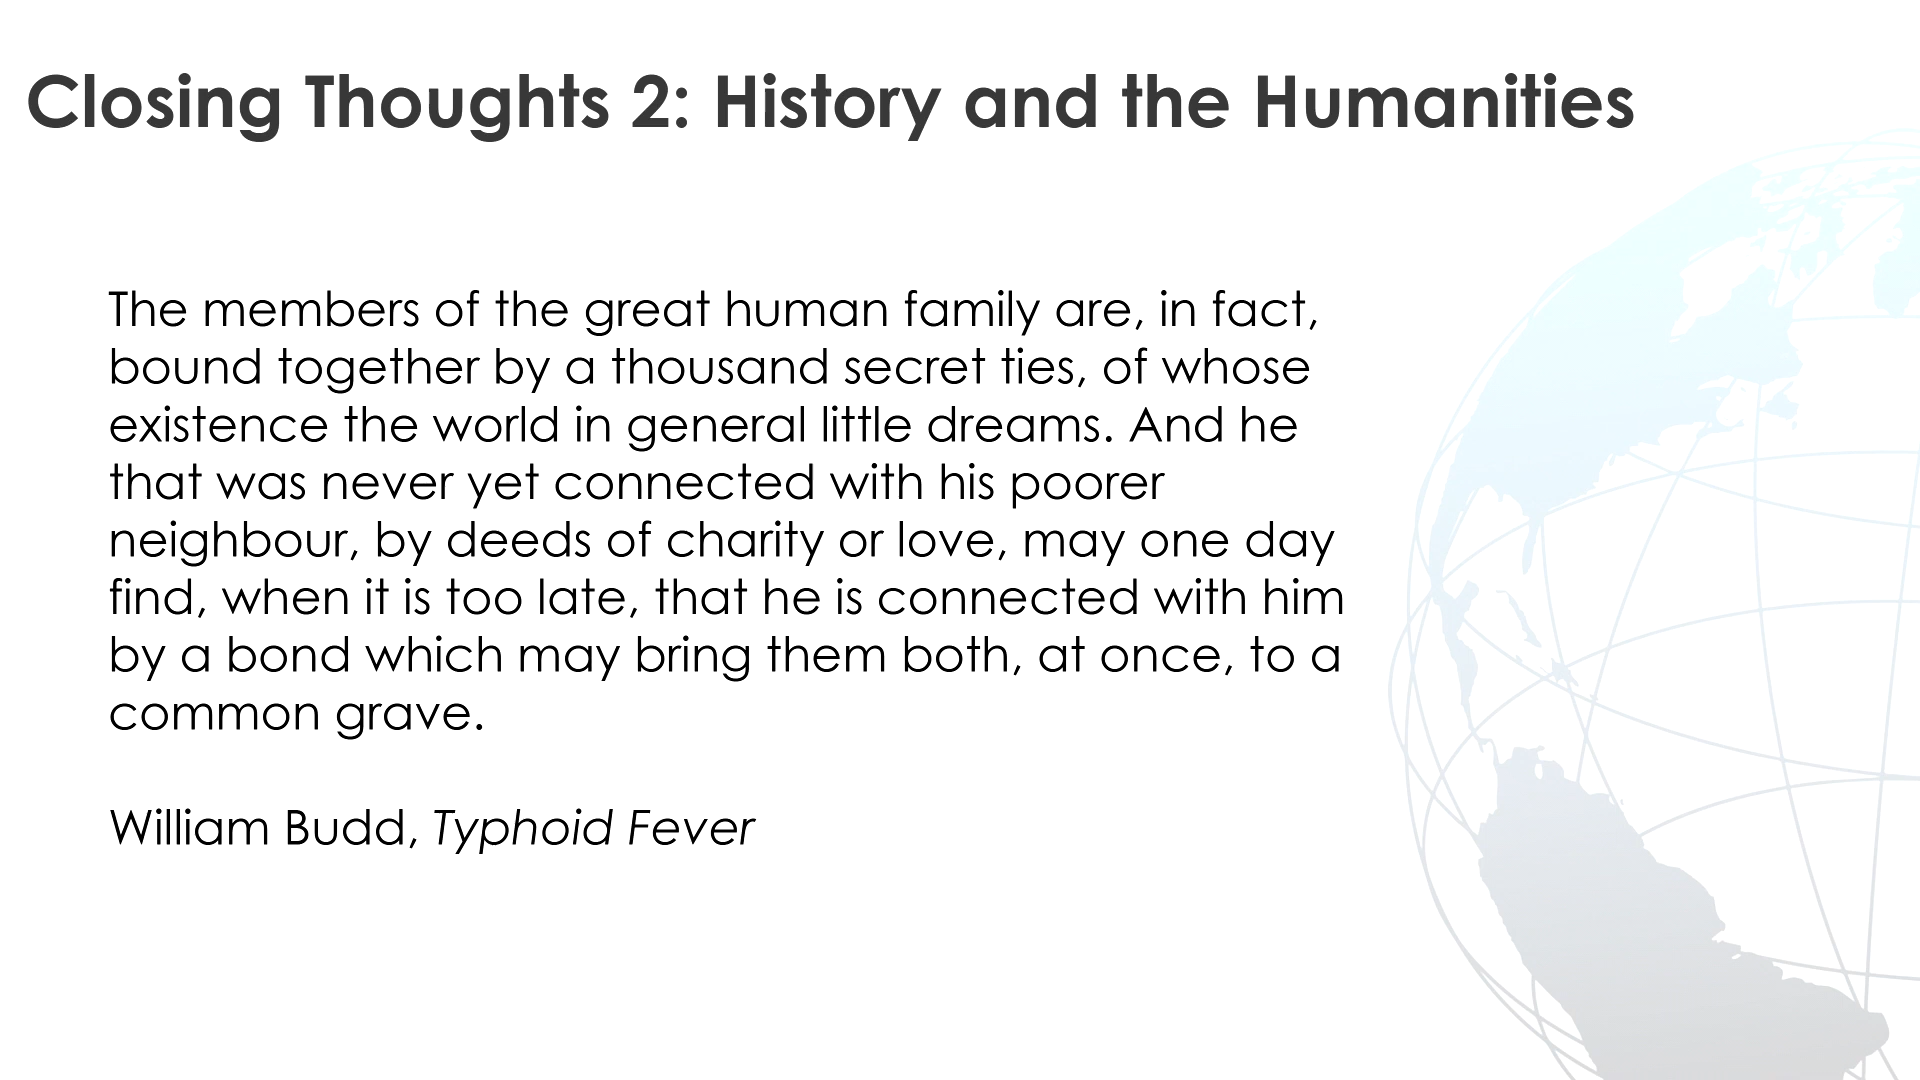 Closing Thoughts 2: History and the Humanities
The members of the great human family are, in fact,
bound together by a thousand secret ties, of whose
existence the world in general little dreams. And he
that was never yet connected with his poorer
neighbour, by deeds of charity or love, may one day
find, when it is too late, that he is connected with him
by a bond which may bring them both, at once, to a
common grave.
William Budd, Typhoid Fever